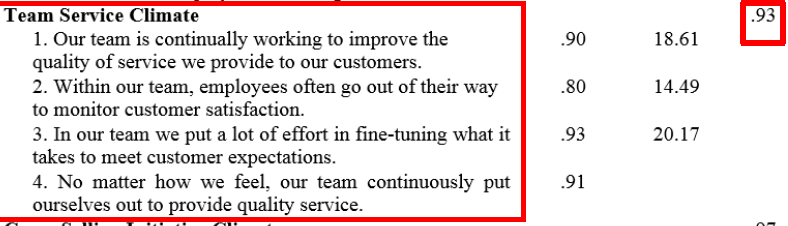 Team Service Climate .93
1. Our team is continually working to improve the .90 18.61
quality of service we provide to our customers.
2. Within our team, employees often go out of their way .80 14.49
to monitor customer satisfaction.
3. In our team we put a lot of effort in fine-tuning what it .93 20.17
takes to meet customer expectations.
4. No matter how we feel, our team continuously put .91
ourselves out to provide quality service.